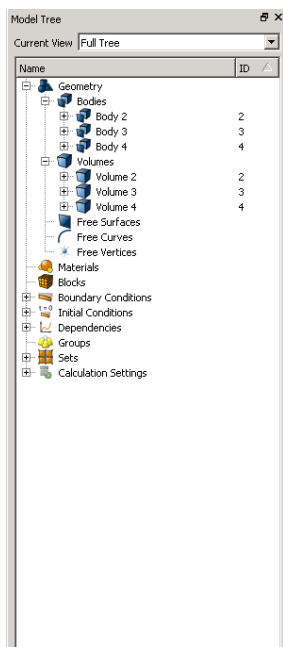 Model Tree
Current View Full Tree
Name ID
Geometry
Bodies
Body 2 2
Body 3 3
Body 4 4
Volumes
Volume 2 2
Volume 3 3
Volume 4 4
Free Surfaces
Free Curves
Free Vertices
Materials
Blocks
Boundary Conditions
t=0 Initial Conditions
Dependencies
Groups
Sets
Calculation Settings